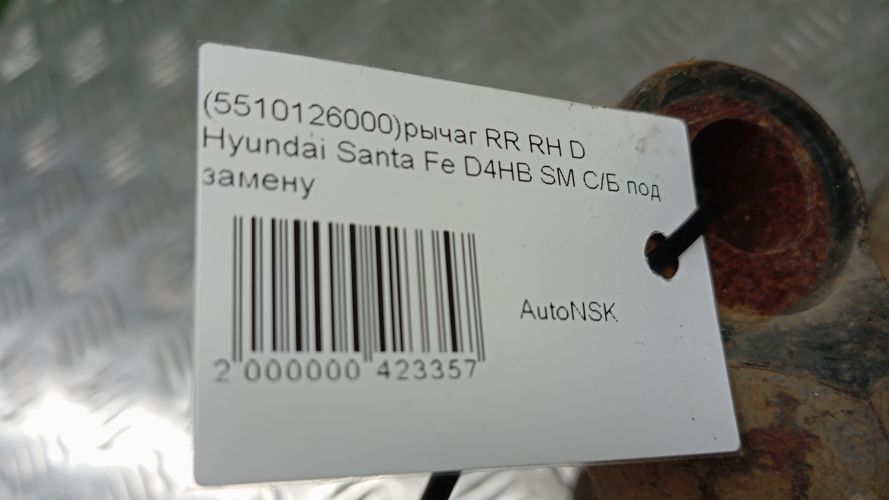 (5510126000)рычаг RR RH D
Hyundai Santa Fe D4HB SM С/Б под
замену
AutoNSK
2 000000 423357